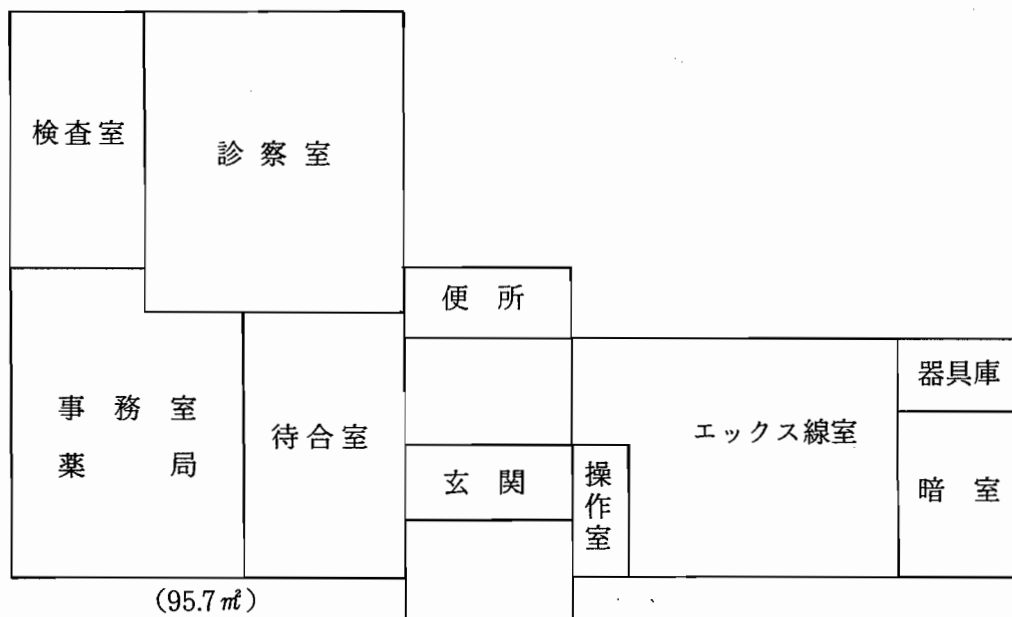 検査室
診察室
便所
事務室
薬局
待合室
玄関
操作室
エックス線室
器具庫
暗室
(95.7㎡)